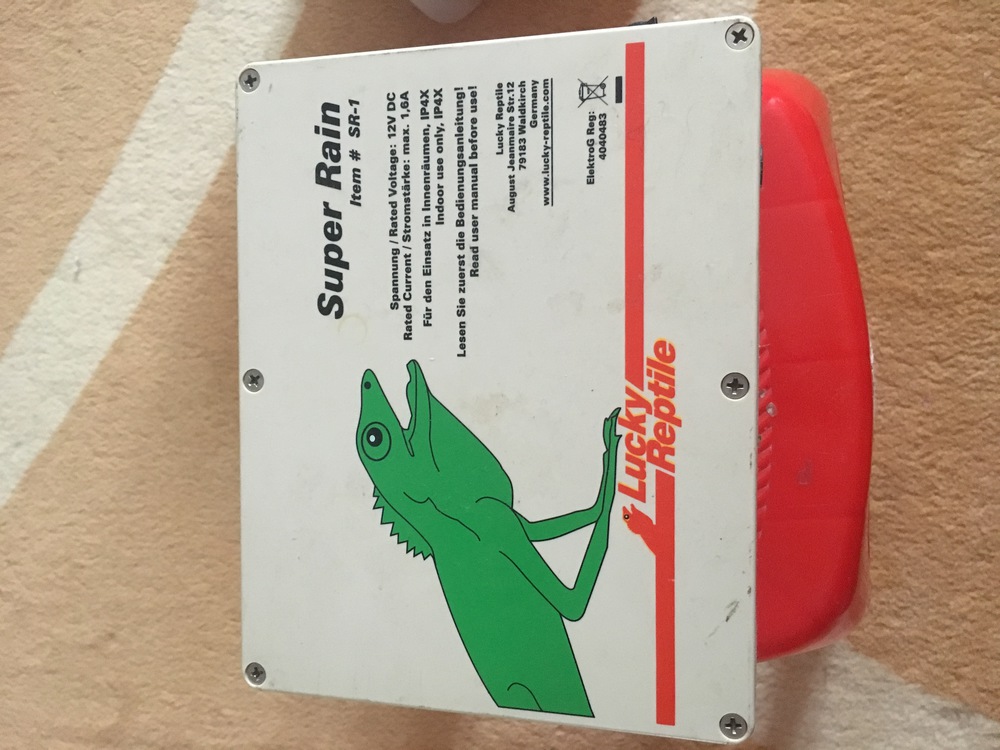 Super Rain
Item # SR-1
Spannung / Rated Voltage: 12V DC
Rated Current / Stromstärke: max. 1,6A
Für den Einsatz in Innenräumen, IP4X
Indoor use only, IP4X
Lesen Sie zuerst die Bedienungsanleitung!
Read user manual before use!
Lucky Reptile
August Jeanmaire Str.12
79183 Waldkirch
Germany
www.lucky-reptile.com
ElektroG Reg:
4040483
Lucky
Reptile